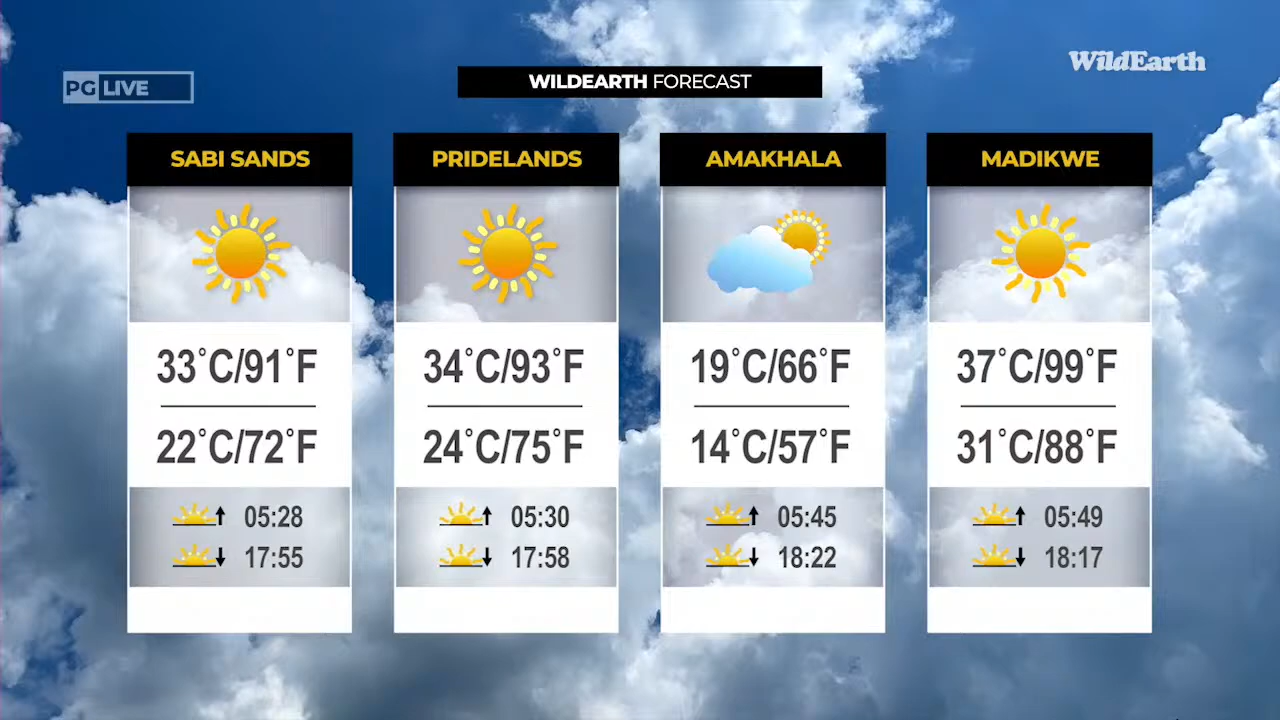 WildEarth
PG LIVE
WILDEARTH FORECAST
SABI SANDS
33°C/91°F
22°C/72°F
05:28
17:55
PRIDELANDS
34°C/93°F
24°C/75°F
05:30
17:58
AMAKHALA
19°C/66°F
14°C/57°F
05:45
18:22
MADIKWE
37°C/99°F
31°C/88°F
05:49
18:17